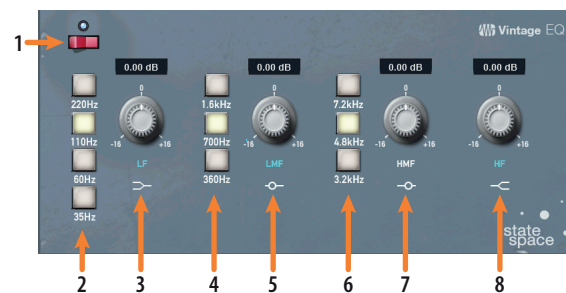 Vintage EQ
1
0.00 dB
0.00 dB
0.00 dB
0.00 dB
220Hz
110Hz
60Hz
35Hz
0
-16 +16
LF
1.6kHz
700Hz
360Hz
0
-16 +16
LMF
7.2kHz
4.8kHz
3.2kHz
0
-16 +16
HMF
0
-16 +16
HF
state
space
2 3 4 5 6 7 8